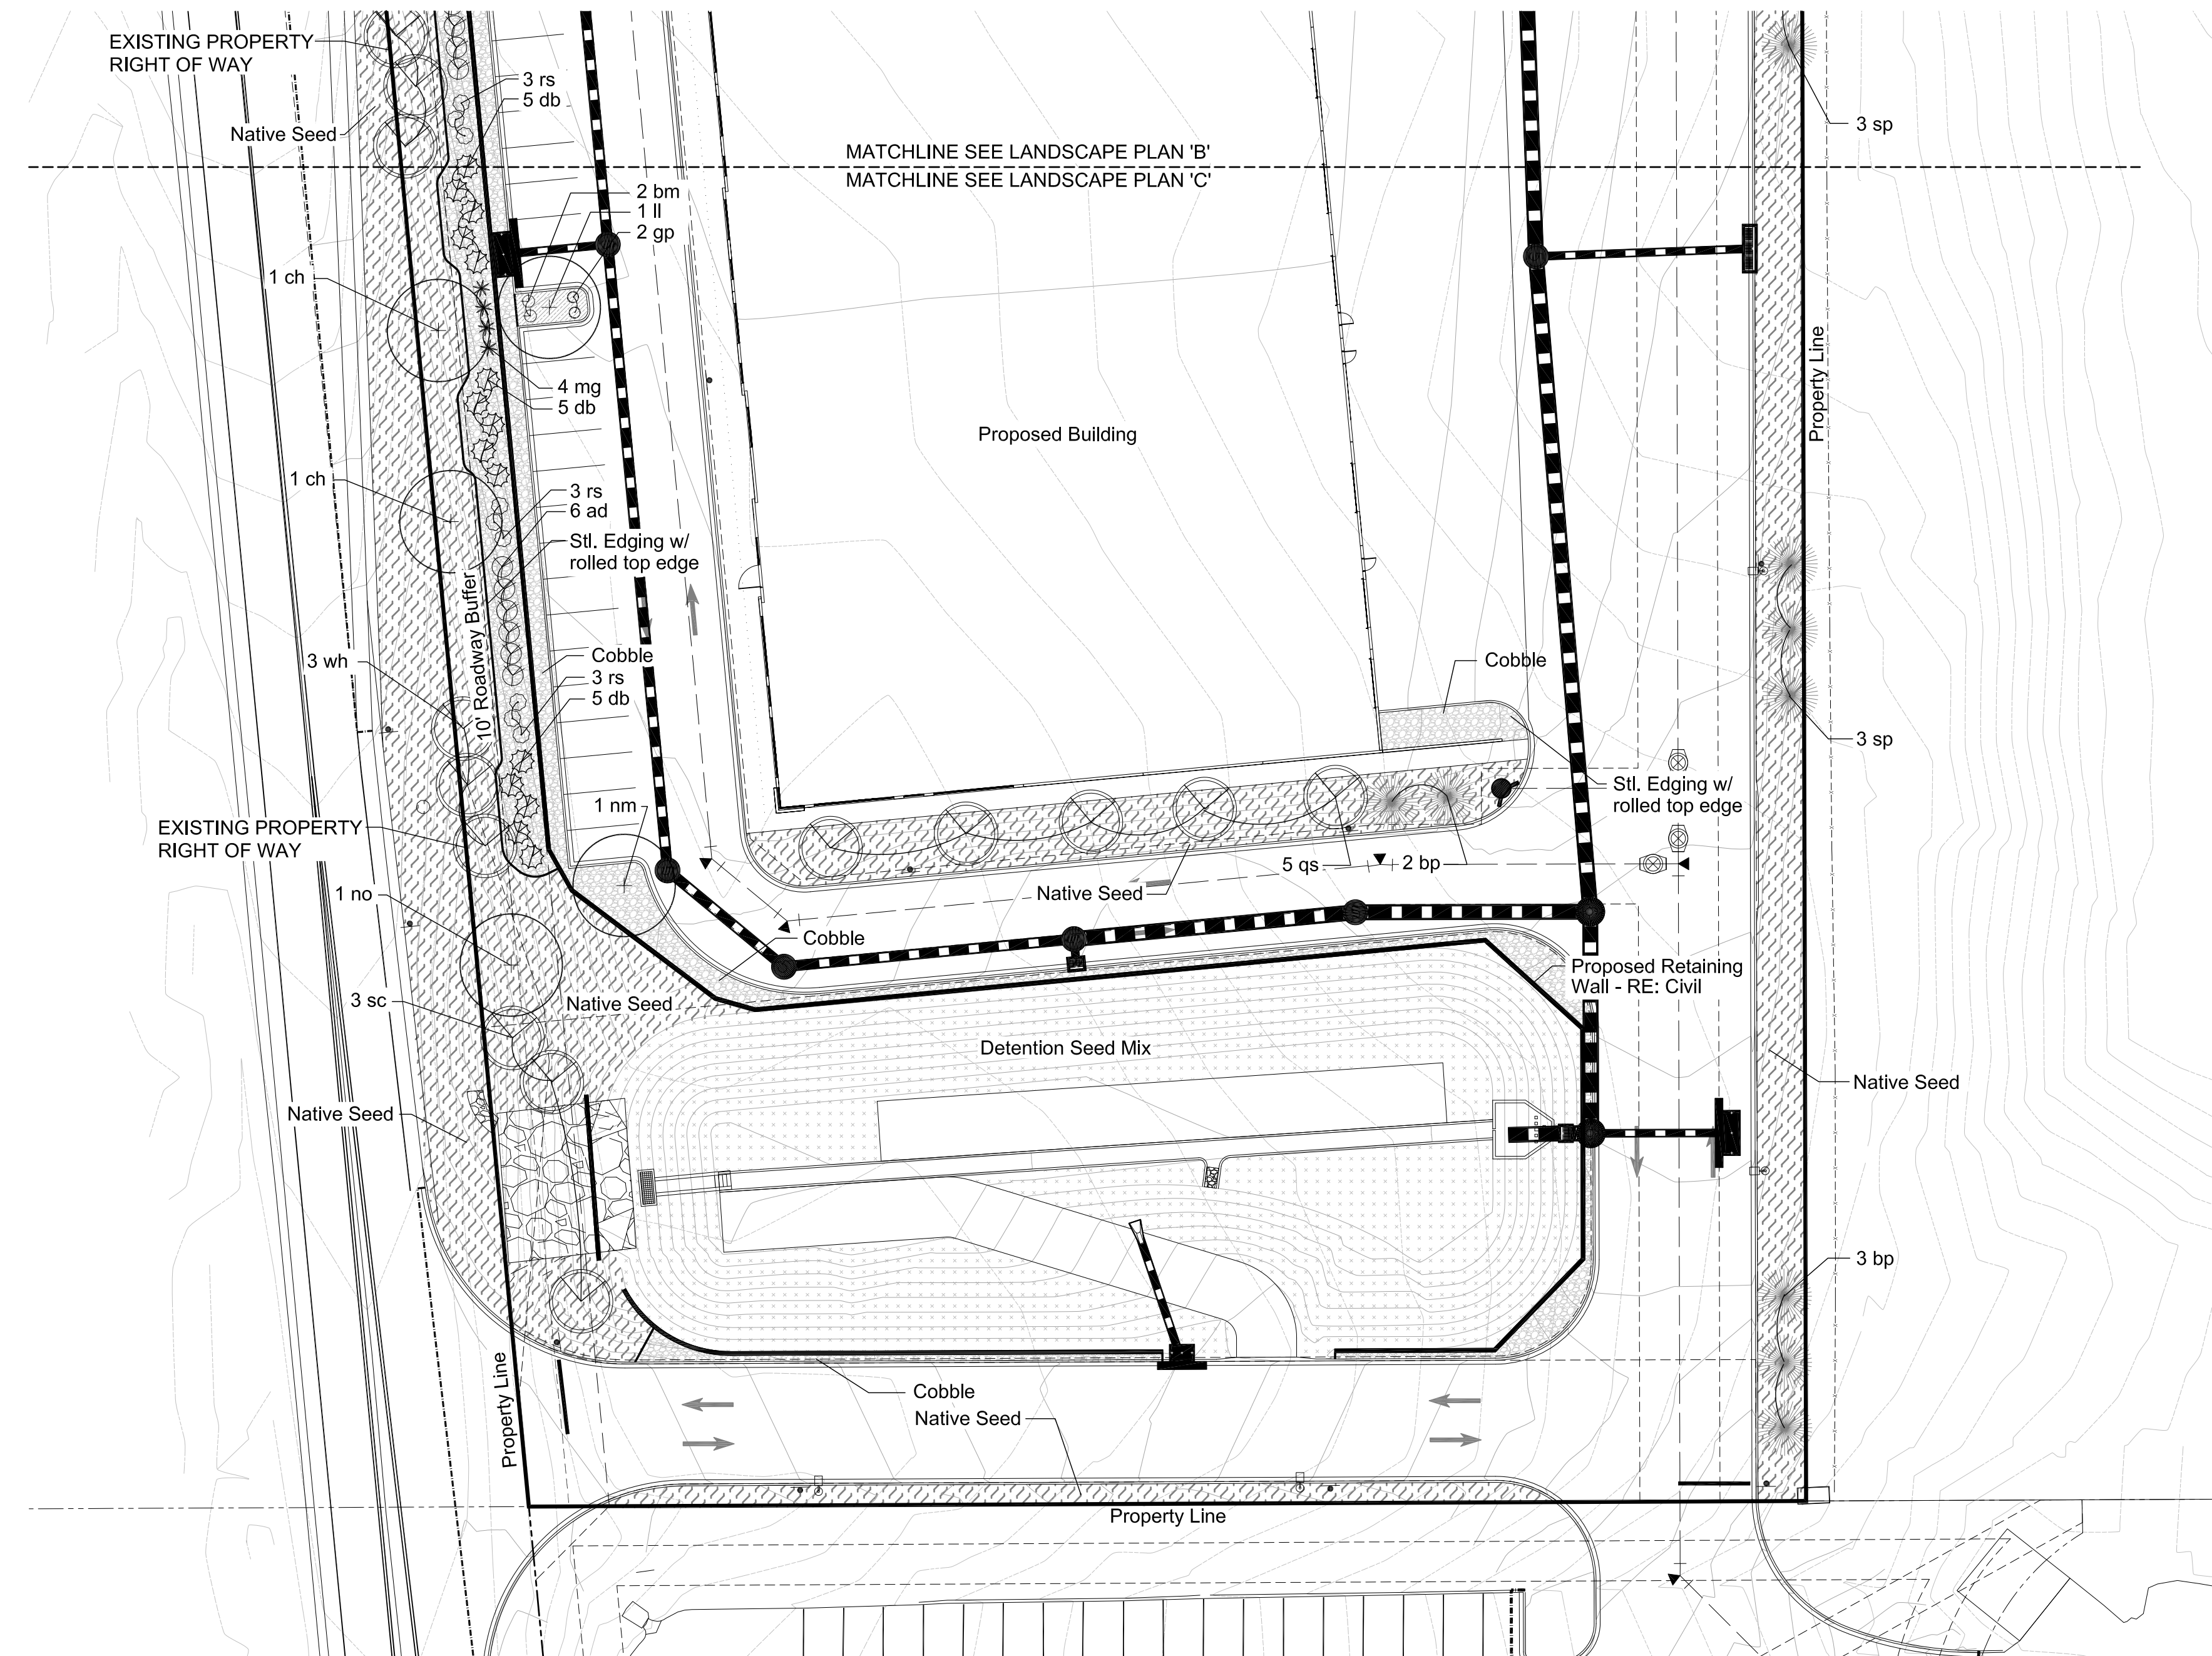 EXISTING PROPERTY
RIGHT OF WAY
3 rs
5 db
Native Seed
3 sp
MATCHLINE SEE LANDSCAPE PLAN 'B'
MATCHLINE SEE LANDSCAPE PLAN 'C'
2 bm
1 ll
2 gp
1 ch
4 mg
5 db
Property Line
Proposed Building
1 ch
3 rs
6 ad
Stl. Edging w/
rolled top edge
10' Roadway Buffer
3 wh
Cobble
3 rs
5 db
Cobble
3 sp
Stl. Edging w/
rolled top edge
1 nm
EXISTING PROPERTY
RIGHT OF WAY
5 qs
2 bp
Native Seed
1 no
Cobble
Proposed Retaining
Wall - RE: Civil
3 sc
Native Seed
Detention Seed Mix
Native Seed
Native Seed
3 bp
Property Line
Cobble
Native Seed
Property Line